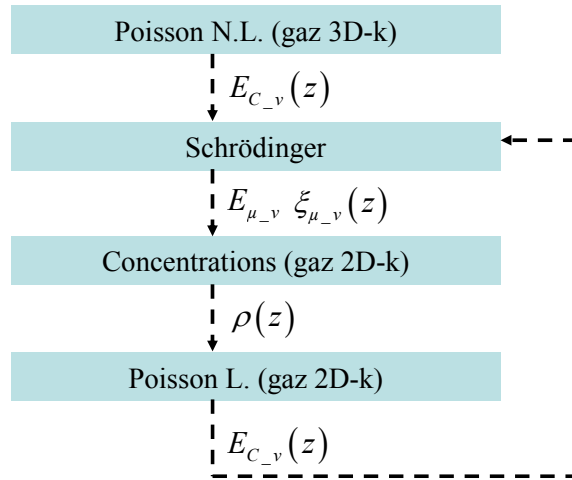 Poisson N.L. (gaz 3D-k)
E_{C_v}(z)
Schrödinger
E_{μ_v} ξ_{μ_v}(z)
Concentrations (gaz 2D-k)
ρ(z)
Poisson L. (gaz 2D-k)
E_{C_v}(z)